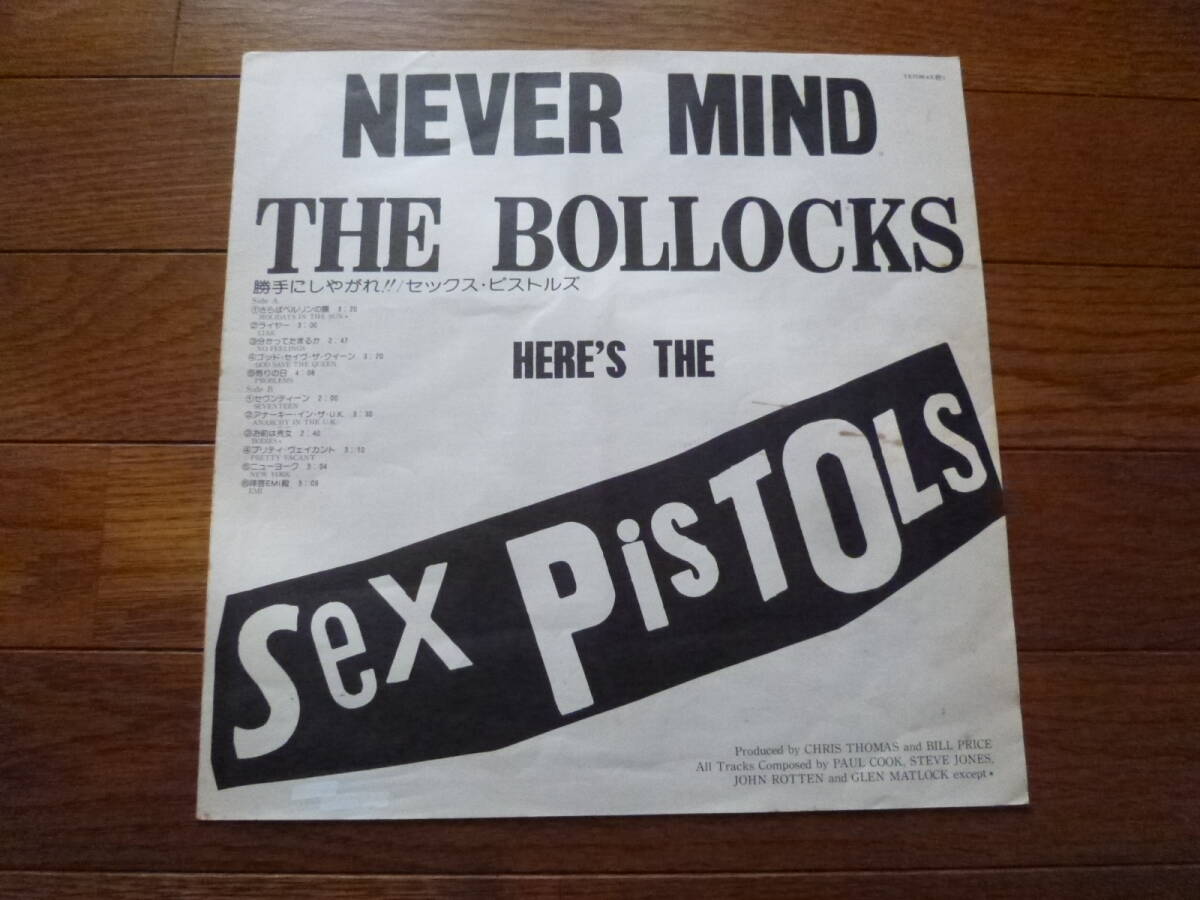 NEVER MIND
THE BOLLOCKS
勝手にしやがれ!!/セックス・ピストルズ
Side A
①さらばベルリンの陽 3:20
HOLIDAYS IN THE SUN★
②ライヤー 3:00
LIAR
③分かってたまるか 2:47
NO FEELINGS
④ゴッド・セイヴ・ザ・クィーン 3:20
GOD SAVE THE QUEEN
⑤怒りの日 4:08
PROBLEMS
Side B
①セヴンティーン 2:00
SEVENTEEN
②アナーキー・イン・ザ・U.K. 3:30
ANARCHY IN THE U.K.
③お前は売女 2:40
BODIES★
④プリティ・ヴェイカント 3:10
PRETTY VACANT
⑤ニューヨーク 3:04
NEW YORK
⑥拝啓EMI殿 3:09
EMI
HERE'S THE
SEX PiSTOLS
Produced by CHRIS THOMAS and BILL PRICE
All Tracks Composed by PAUL COOK, STEVE JONES,
JOHN ROTTEN and GLEN MATLOCK except★